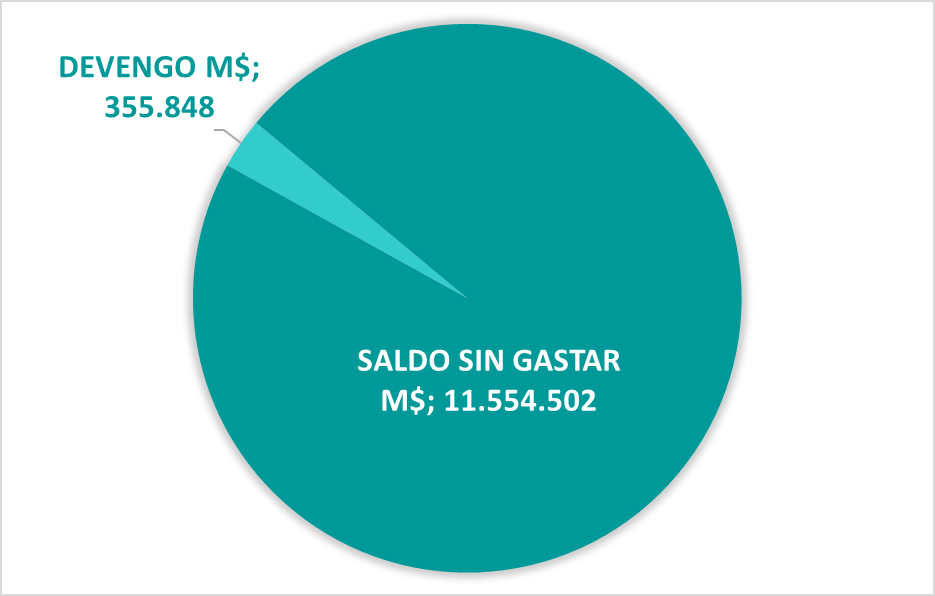 DEVENGO M$;
355.848
SALDO SIN GASTAR
M$; 11.554.502